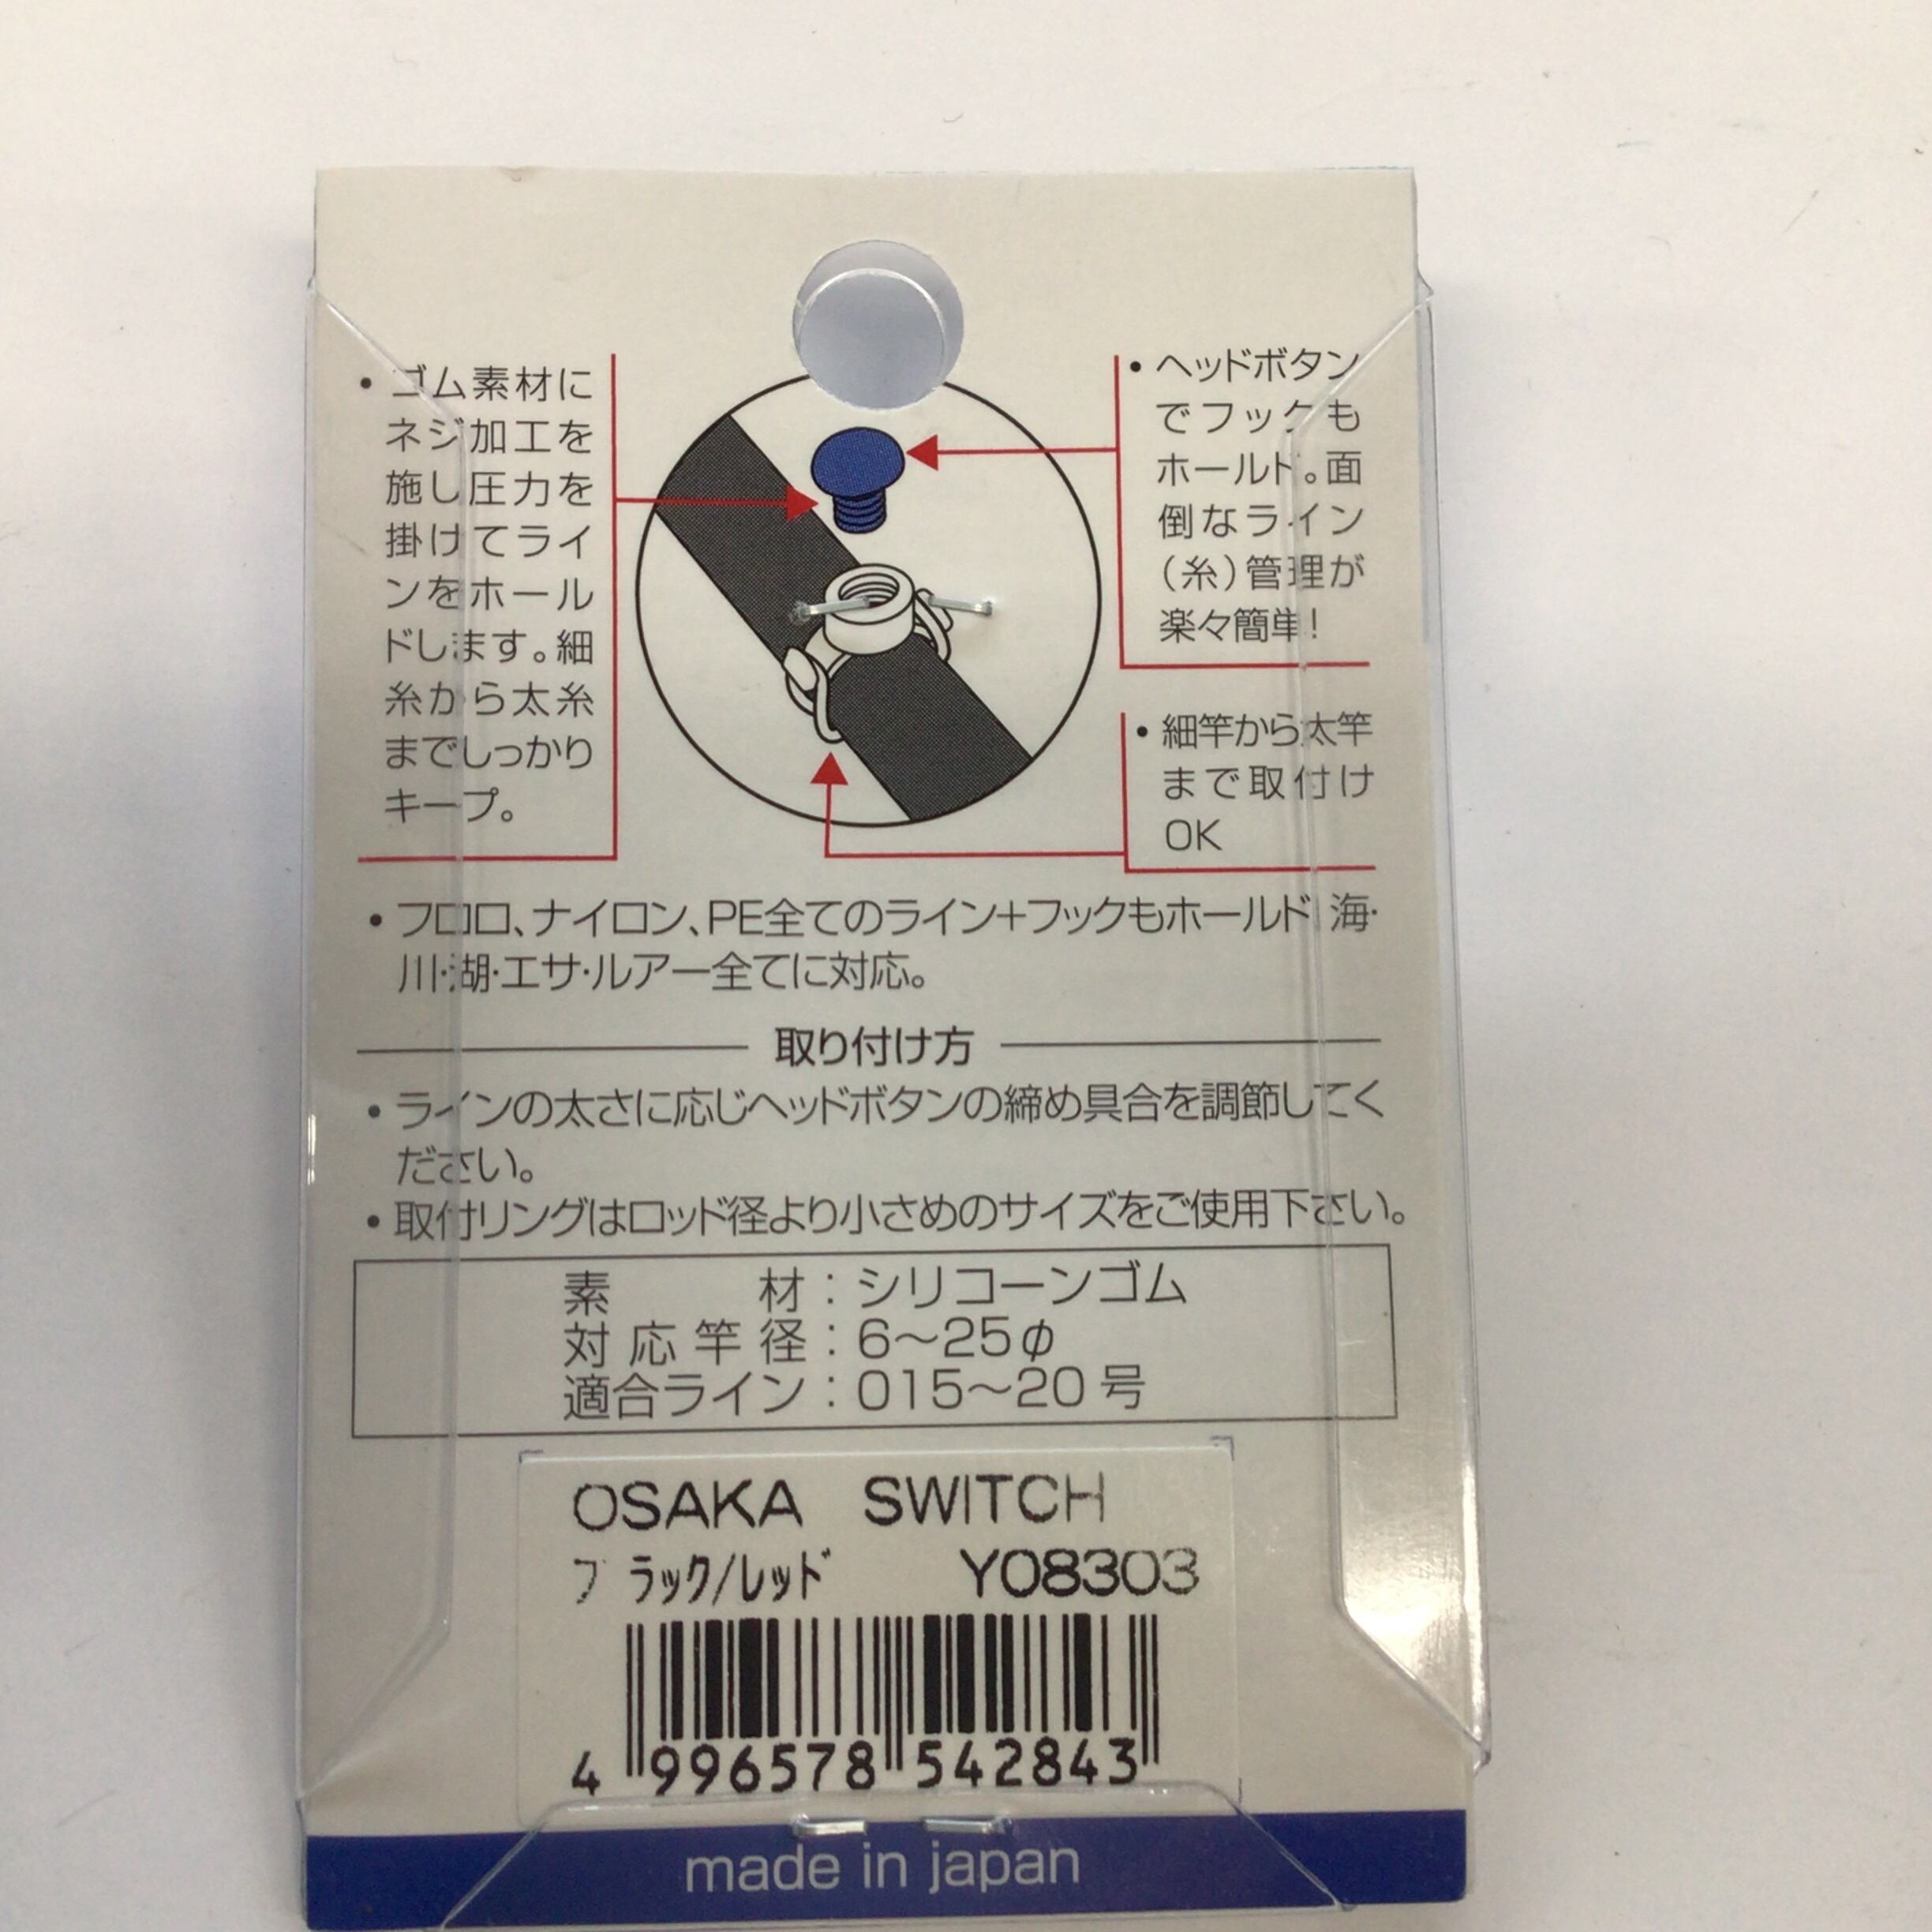 • ゴム素材に
ネジ加工を
施し圧力を
掛けてライ
ンをホール
ドします。細
糸から太糸
までしっかり
キープ。
• ヘッドボタン
でフックも
ホールド。面
倒なライン
(糸)管理が
楽々簡単!
• 細竿から太竿
まで取付け
OK
• フロロ、ナイロン、PE全てのライン+フックもホールド! 海・
川・湖・エサ・ルアー全てに対応。
取り付け方
• ラインの太さに応じヘッドボタンの締め具合を調節してく
ださい。
• 取付リングはロッド径より小さめのサイズをご使用下さい。
素材:シリコーンゴム
対応竿径:6〜25φ
適合ライン:015〜20号
OSAKA SWITCH
ブラック/レッド Y08303
4 996578 542843
made in japan